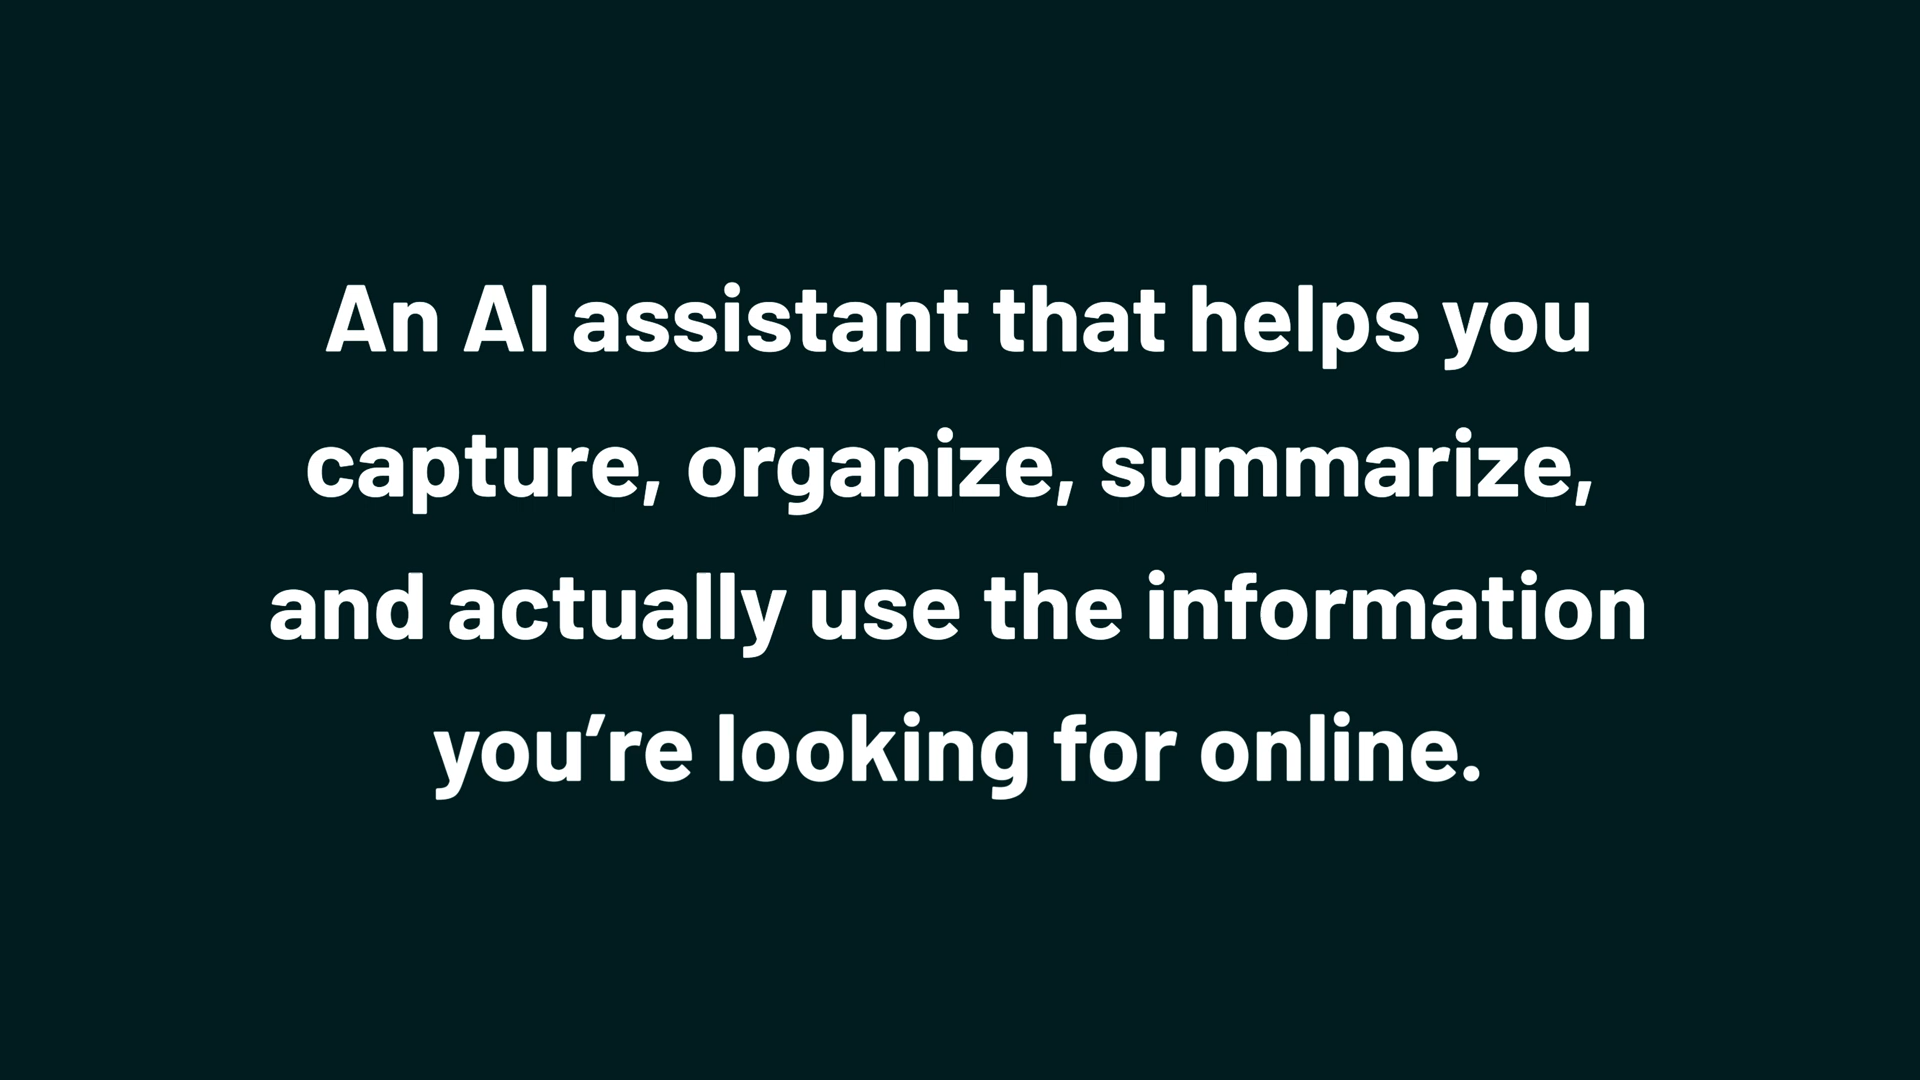 An AI assistant that helps you
capture, organize, summarize,
and actually use the information
you’re looking for online.